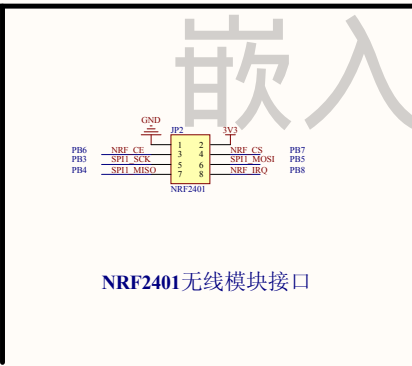 嵌入
GND
JP2
3V3
1 2
PB6 NRF_CE 3 4 NRF_CS PB7
PB3 SPI1_SCK 5 6 SPI1_MOSI PB5
PB4 SPI1_MISO 7 8 NRF_IRQ PB8
NRF2401
NRF2401无线模块接口